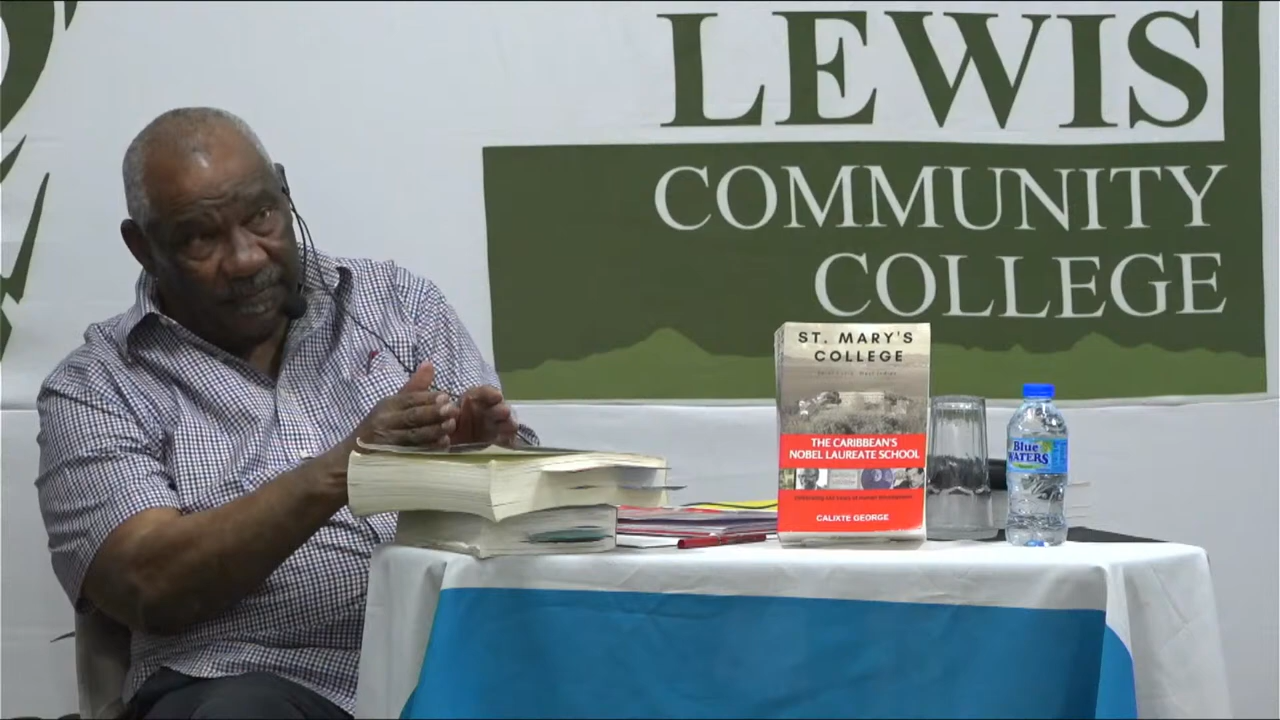 LEWIS
COMMUNITY
COLLEGE
ST. MARY'S
COLLEGE
THE CARIBBEAN'S
NOBEL LAUREATE SCHOOL
CALIXTE GEORGE
Blue
WATERS